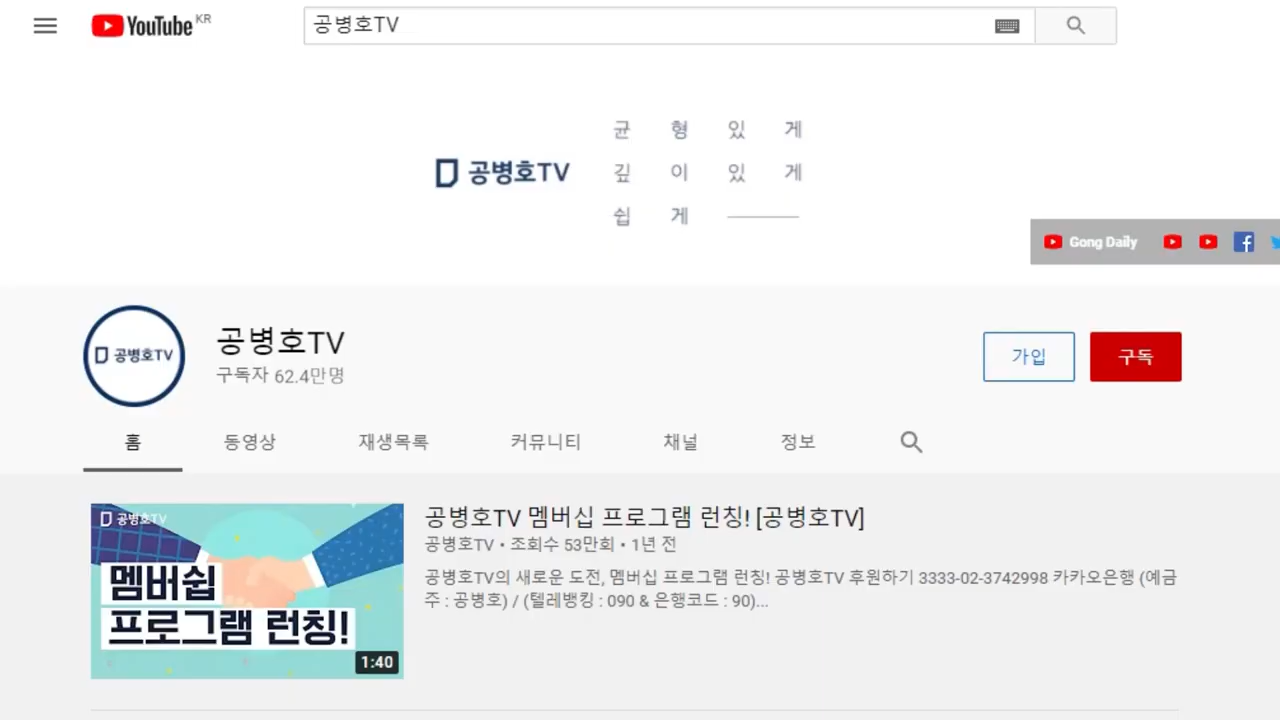 YouTube KR
공병호TV
균 형 있 게
공병호TV
깊 이 있 게
쉽 게
Gong Daily
공병호TV
공병호TV
구독자 62.4만명
가입
구독
홈
동영상
재생목록
커뮤니티
채널
정보
공병호TV
멤버쉽
프로그램 런칭!
1:40
공병호TV 멤버십 프로그램 런칭! [공병호TV]
공병호TV • 조회수 53만회 • 1년 전
공병호TV의 새로운 도전, 멤버십 프로그램 런칭! 공병호TV 후원하기 3333-02-3742998 카카오은행 (예금
주 : 공병호) / (텔레뱅킹 : 090 & 은행코드 : 90)...